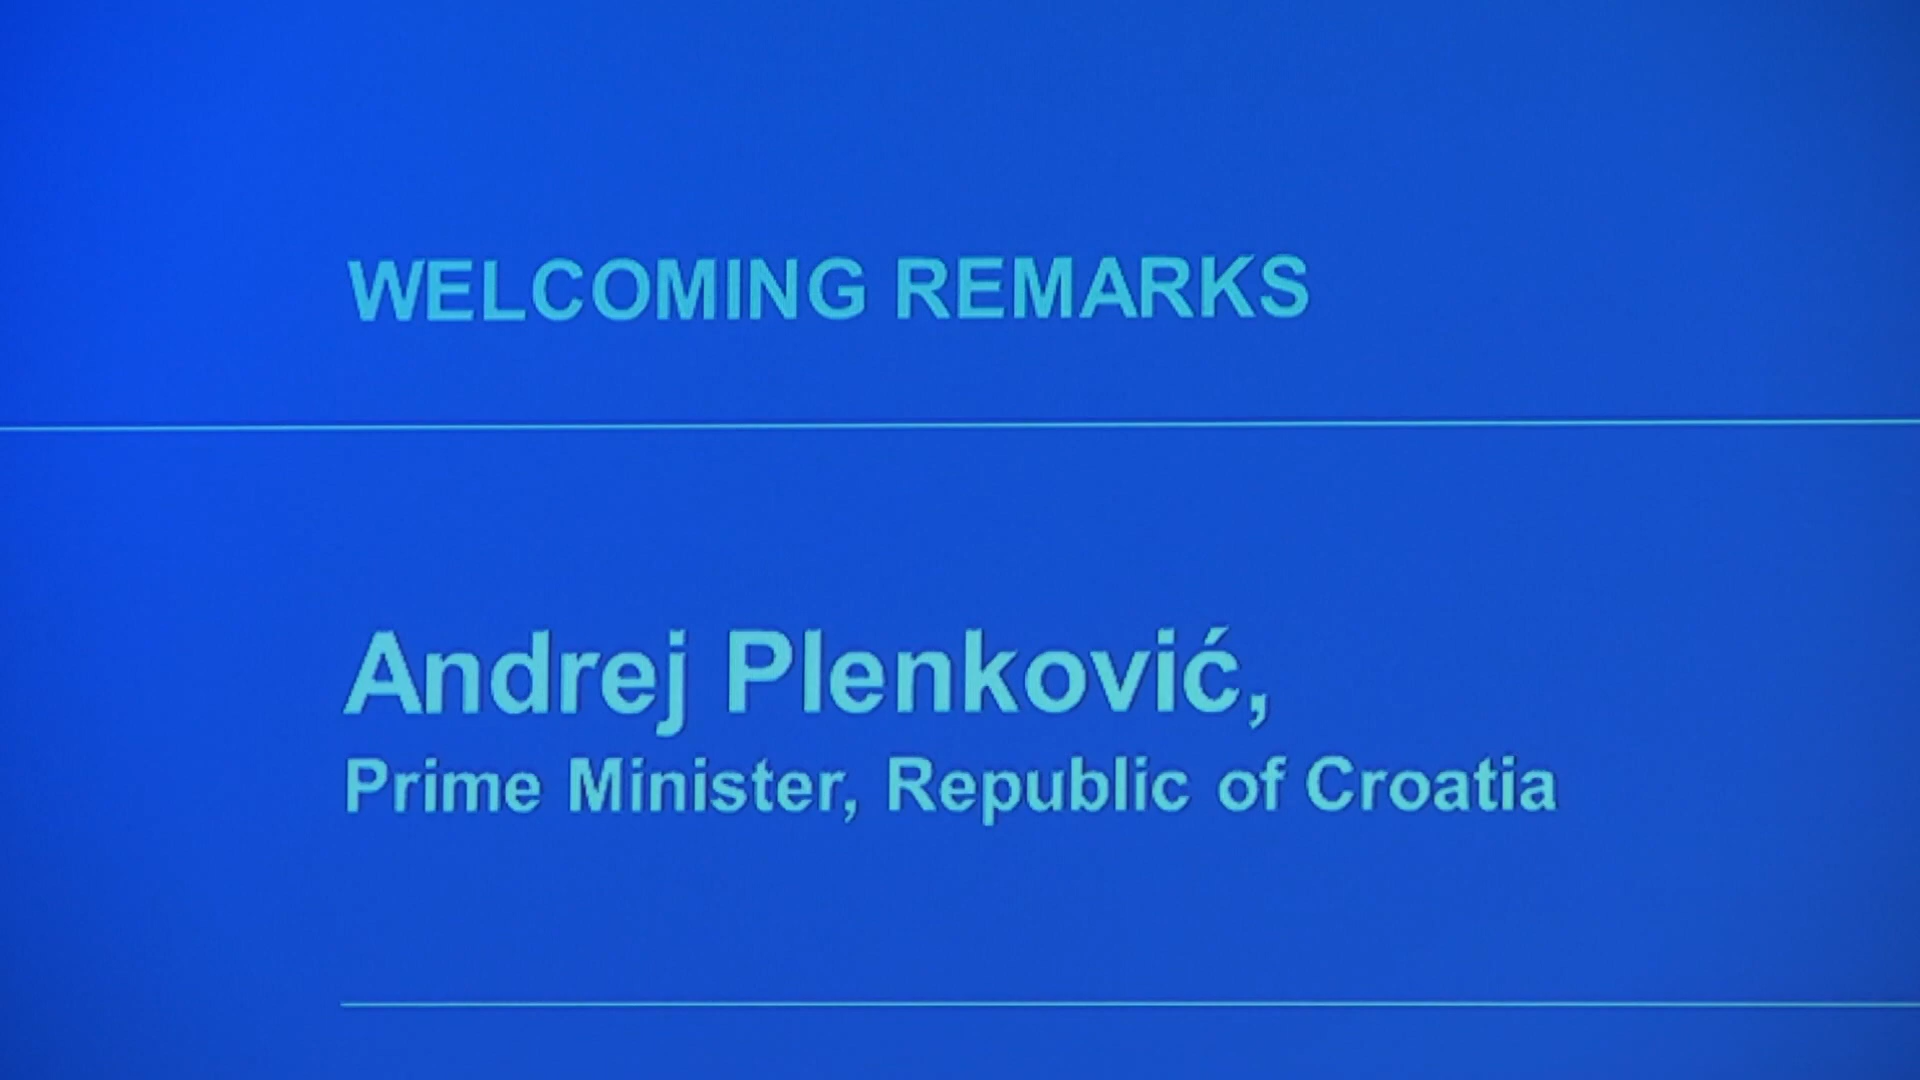 WELCOMING REMARKS
Andrej Plenković,
Prime Minister, Republic of Croatia